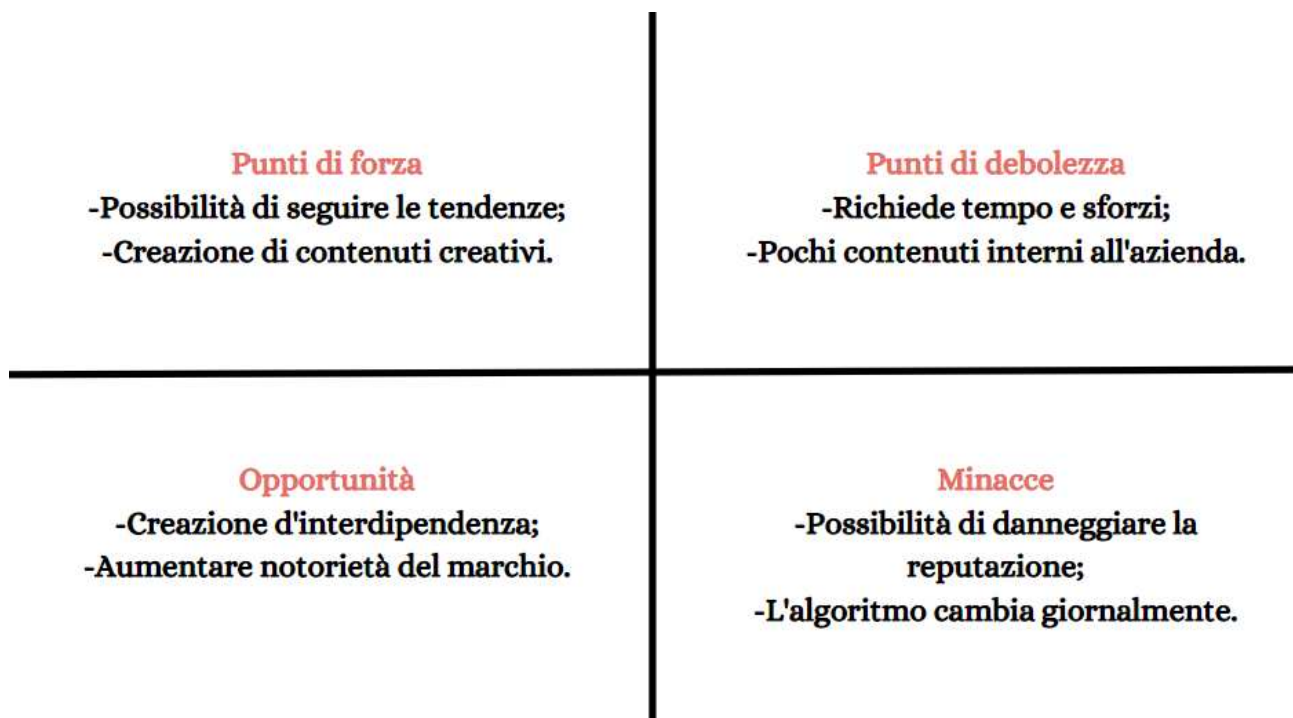 Punti di forza
-Possibilità di seguire le tendenze;
-Creazione di contenuti creativi.
Punti di debolezza
-Richiede tempo e sforzi;
-Pochi contenuti interni all'azienda.
Opportunità
-Creazione d'interdipendenza;
-Aumentare notorietà del marchio.
Minacce
-Possibilità di danneggiare la
reputazione;
-L'algoritmo cambia giornalmente.